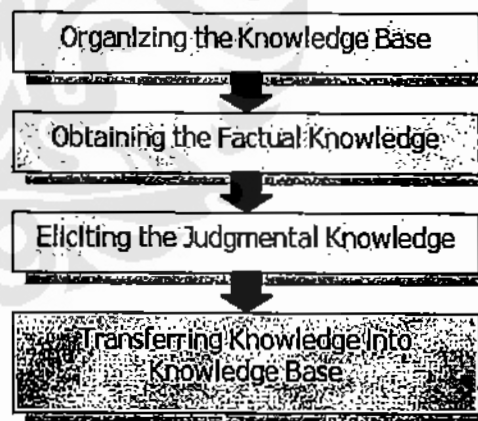 Organizing the Knowledge Base
Obtaining the Factual Knowledge
Eliciting the Judgmental Knowledge
Transferring Knowledge Into
Knowledge Base